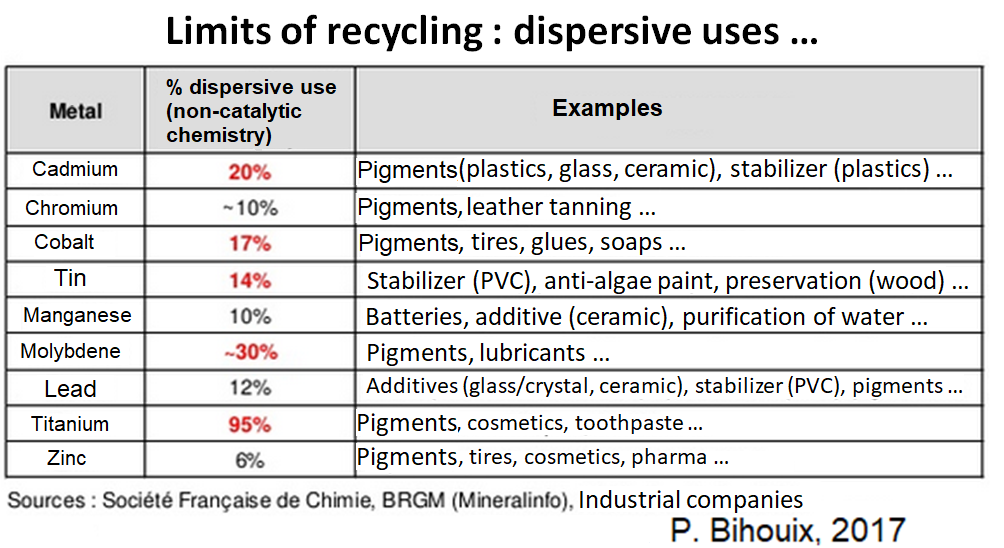 Limits of recycling : dispersive uses ...
Metal
% dispersive use
(non-catalytic
chemistry)
Examples
Cadmium 20% Pigments(plastics, glass, ceramic), stabilizer (plastics) ...
Chromium ~10% Pigments, leather tanning ...
Cobalt 17% Pigments, tires, glues, soaps ...
Tin 14% Stabilizer (PVC), anti-algae paint, preservation (wood) ...
Manganese 10% Batteries, additive (ceramic), purification of water ...
Molybdene ~30% Pigments, lubricants ...
Lead 12% Additives (glass/crystal, ceramic), stabilizer (PVC), pigments ...
Titanium 95% Pigments, cosmetics, toothpaste ...
Zinc 6% Pigments, tires, cosmetics, pharma ...
Sources : Société Française de Chimie, BRGM (Mineralinfo), Industrial companies
P. Bihouix, 2017